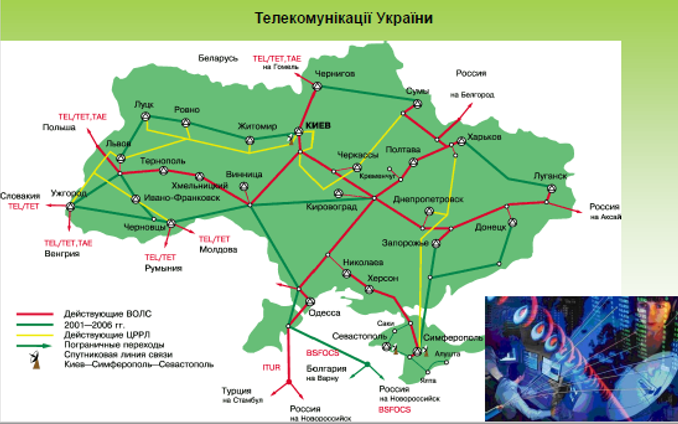 Телекомунікації України
Беларусь
TEL/TET,TAE
на Гомель
Чернигов
Россия
на Белгород
Сумы
TEL/TET,TAE
Польша
Луцк
Ровно
Житомир
КИЕВ
Львов
Тернополь
Хмельницкий
Винница
Черкассы
Полтава
Харьков
Кременчуг
Луганск
Словакия
TEL/TET
Ужгород
Ивано-Франковск
Кировоград
Днепропетровск
Донецк
Россия
на Аксай
Черновцы
TEL/TET
Молдова
Запорожье
TEL/TET,TAE
Венгрия
TEL/TET
Румыния
Николаев
Херсон
Одесса
Саки
Севастополь
Симферополь
Алушта
Ялта
Действующие ВОЛС
2001—2006 гг.
Действующие ЦРРЛ
Пограничные переходы
Спутниковая линия связи
Киев—Симферополь—Севастополь
ITUR
BSFOCS
Болгария
на Варну
Турция
на Стамбул
Россия
на Новороссийск
Россия
на Новороссийск
BSFOCS